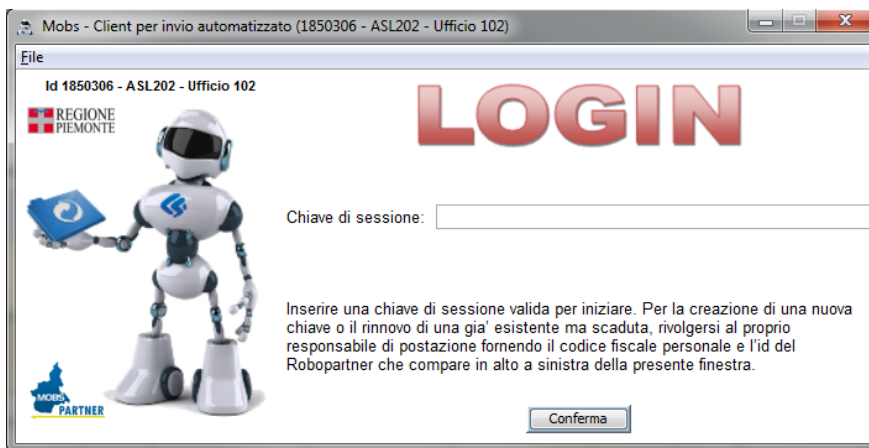 Mobs - Client per invio automatizzato (1850306 - ASL202 - Ufficio 102)
File
Id 1850306 - ASL202 - Ufficio 102
REGIONE
PIEMONTE
LOGIN
Chiave di sessione:
Inserire una chiave di sessione valida per iniziare. Per la creazione di una nuova
chiave o il rinnovo di una gia' esistente ma scaduta, rivolgersi al proprio
responsabile di postazione fornendo il codice fiscale personale e l'id del
Robopartner che compare in alto a sinistra della presente finestra.
MOBS
PARTNER
Conferma